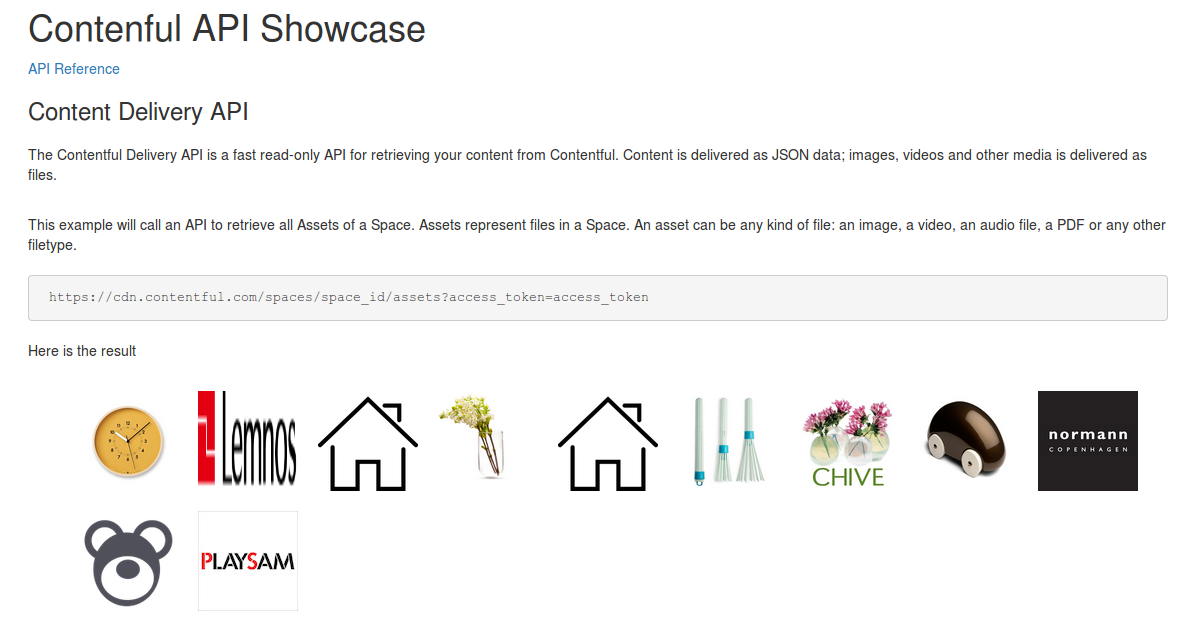 Contenful API Showcase
API Reference
Content Delivery API
The Contentful Delivery API is a fast read-only API for retrieving your content from Contentful. Content is delivered as JSON data; images, videos and other media is delivered as
files.
This example will call an API to retrieve all Assets of a Space. Assets represent files in a Space. An asset can be any kind of file: an image, a video, an audio file, a PDF or any other
filetype.
https://cdn.contentful.com/spaces/space_id/assets?access_token=access_token
Here is the result
Lemnos
CHIVE
normann
COPENHAGEN
PLAYSAM